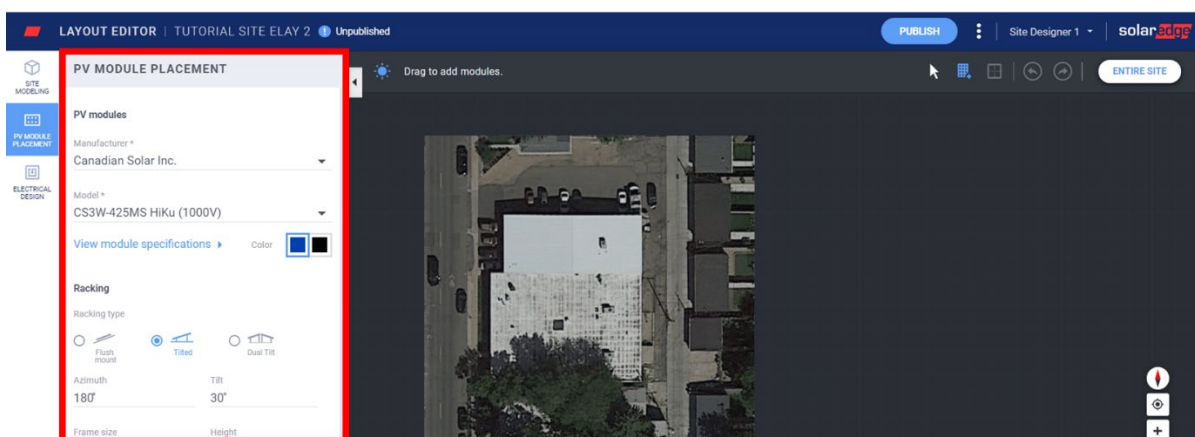 LAYOUT EDITOR | TUTORIAL SITE ELAY 2 Unpublished
PUBLISH
Site Designer 1
solaredge
SITE
MODELING
PV MODULE
PLACEMENT
ELECTRICAL
DESIGN
PV MODULE PLACEMENT
PV modules
Manufacturer *
Canadian Solar Inc.
Model *
CS3W-425MS HiKu (1000V)
View module specifications
Color
Racking
Racking type
Flush
mount
Tilted
Dual Tilt
Azimuth Tilt
180° 30°
Frame size Height
Drag to add modules.
ENTIRE SITE